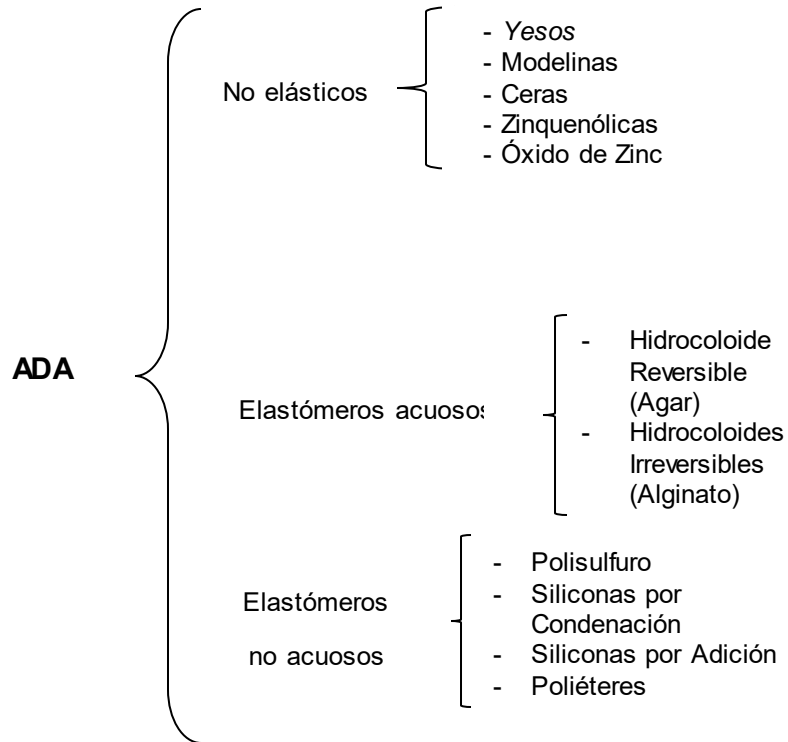 ADA
No elásticos
- Yesos
- Modelinas
- Ceras
- Zinquenólicas
- Óxido de Zinc
Elastómeros acuosos
- Hidrocoloide
Reversible
(Agar)
- Hidrocoloides
Irreversibles
(Alginato)
Elastómeros
no acuosos
- Polisulfuro
- Siliconas por
Condenación
- Siliconas por Adición
- Poliéteres